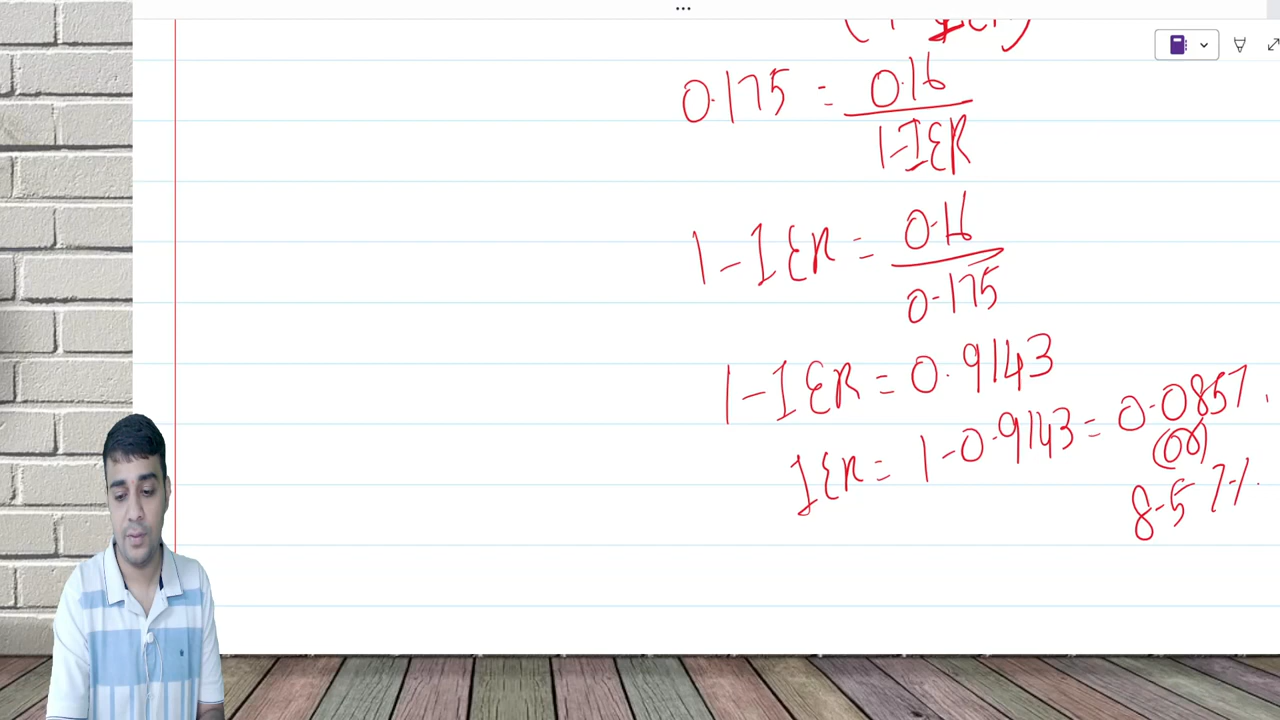 0.175 = 0.16
1-IER
1-IER = 0.16
0.175
1-IER = 0.9143
IER = 1-0.9143 = 0.0857.
(or)
8.57%.